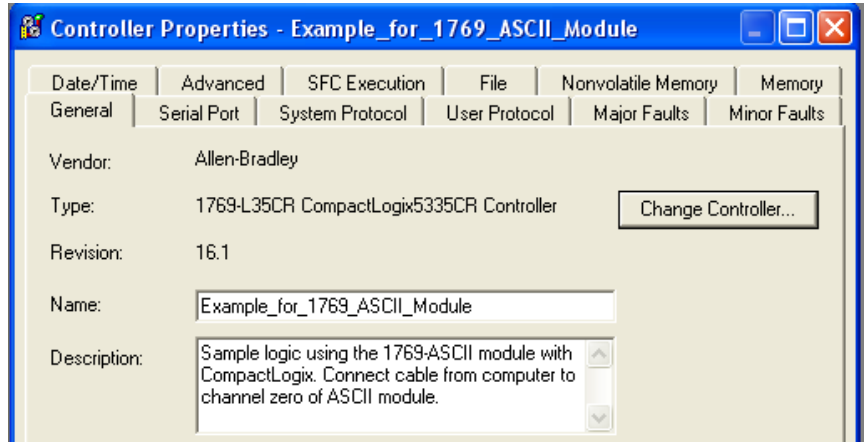 Controller Properties - Example_for_1769_ASCII_Module
Date/Time Advanced SFC Execution File Nonvolatile Memory Memory
General Serial Port System Protocol User Protocol Major Faults Minor Faults
Vendor: Allen-Bradley
Type: 1769-L35CR CompactLogix5335CR Controller Change Controller...
Revision: 16.1
Name: Example_for_1769_ASCII_Module
Description: Sample logic using the 1769-ASCII module with
CompactLogix. Connect cable from computer to
channel zero of ASCII module.